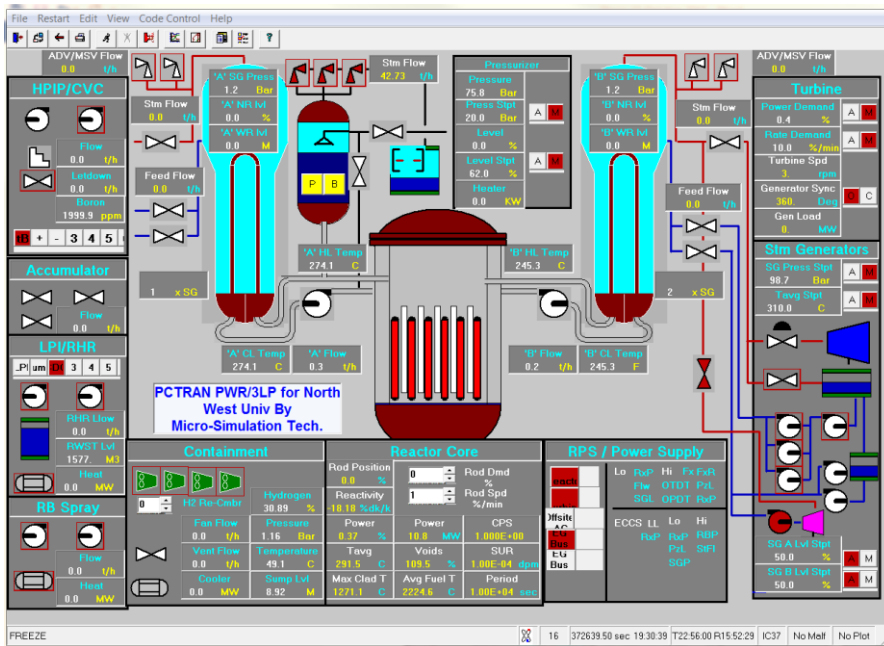 File Restart Edit View Code Control Help
ADV/MSV Flow
0.0 t/h
HPIP/CVC
Flow
0.0 t/h
Letdown
0.0 t/h
Boron
1999.9 ppm
tB + - 3 4 5
Accumulator
Flow
0.0 t/h
LPI/RHR
3 4 5
RHR Llow
0.0 t/h
RWST Lvl
1577. M3
Heat
0.0 MW
RB Spray
Flow
0.0 t/h
Heat
0.0 MW
Stm Flow
0.0 t/h
Feed Flow
0.0 t/h
1 x SG
'A' SG Press
1.2 Bar
'A' NR lvl
0.0 %
'A' WR lvl
0.0 M
Stm Flow
42.73 t/h
P B
'A' HL Temp
274.1 C
'A' CL Temp
274.1 C
'A' Flow
0.3 t/h
Pressurizer
Pressure
75.8 Bar
Press Stpt
20.0 Bar
A M
Level
0.0 %
Level Stpt
62.0 %
A M
Heater
0.0 KW
'B' SG Press
1.2 Bar
'B' NR lvl
0.0 %
'B' WR lvl
0.0 M
'B' HL Temp
245.3 C
'B' Flow
0.2 t/h
'B' CL Temp
245.3 F
Stm Flow
0.0 t/h
Feed Flow
0.0 t/h
2 x SG
PCTRAN PWR/3LP for North
West Univ By
Micro-Simulation Tech.
ADV/MSV Flow
0.0 t/h
Turbine
Power Demand
0.4 %
A M
Rate Demand
10.0 %/min
A M
Turbine Spd
3. rpm
Generator Sync
360. Deg
O C
Gen Load
0. MW
Stm Generators
SG Press Stpt
98.7 Bar
A M
Tavg Stpt
310.0 C
A M
SG A Lvl Stpt
50.0 %
A M
SG B Lvl Stpt
50.0 %
A M
Containment
0
H2 Re-Cmbr
Hydrogen
30.89 %
Fan Flow
0.0 t/h
Pressure
1.16 Bar
Vent Flow
0.0 t/h
Temperature
49.1 C
Cooler
0.0 MW
Sump Lvl
8.92 M
Reactor Core
Rod Position
0.0 %
0
Rod Dmd
%
1
Rod Spd
%/min
Reactivity
-18.18 %dk/k
Power
0.37 %
Power
10.8 MW
CPS
1.000E+00
Tavg
291.5 C
Voids
109.5 %
SUR
1.00E-04 dpm
Max Clad T
1271.1 C
Avg Fuel T
2224.6 C
Period
1.00E+04 sec
RPS / Power Supply
Offsite
AC
Bus
EG
Bus
Lo RxP Hi Fx FxR
Flw OTDT PzL
SGL OPDT RxP
ECCS LL Lo Hi
RxP RxP RBP
PzL StFl
SGP
FREEZE
16
372639.50 sec 19:30:39
T22:56:00 R15:52:29
IC37
No Malf
No Plot